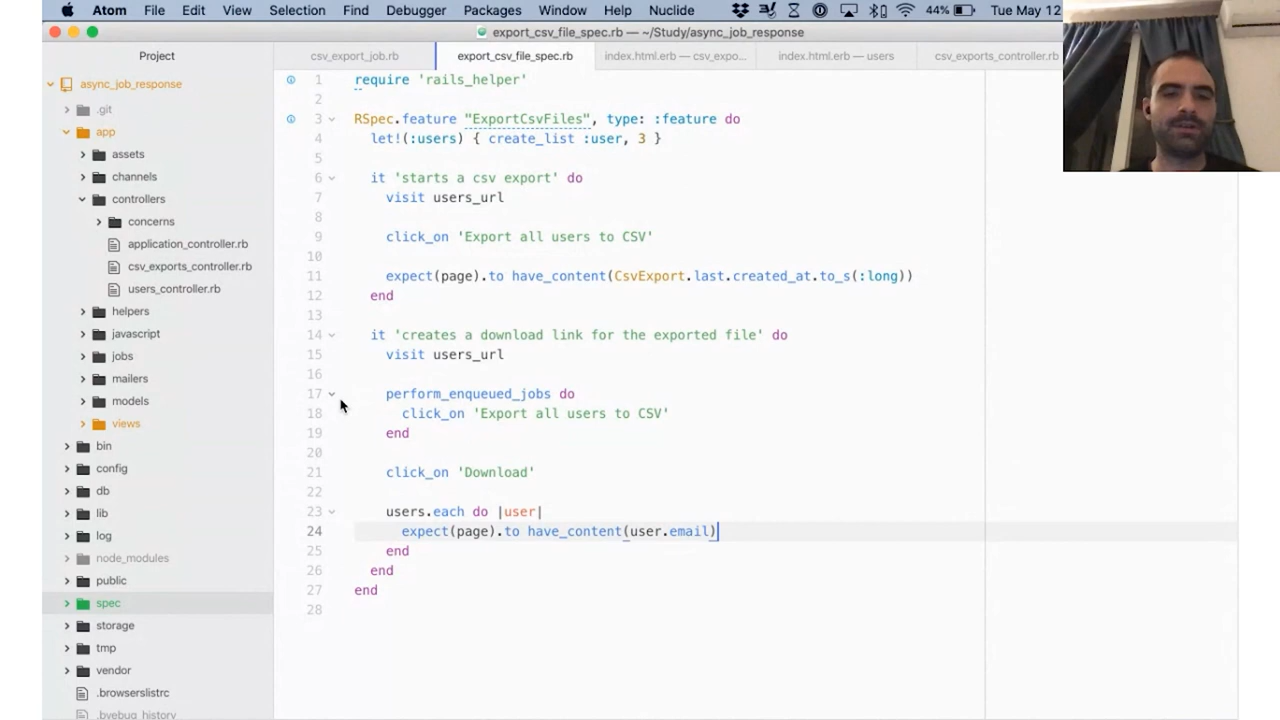 Atom File Edit View Selection Find Debugger Packages Window Help Nuclide 44% Tue May 12
export_csv_file_spec.rb — ~/Study/async_job_response
Project
csv_export_job.rb
export_csv_file_spec.rb
index.html.erb — csv_expo...
index.html.erb — users
csv_exports_controller.rb
async_job_response
.git
app
assets
channels
controllers
concerns
application_controller.rb
csv_exports_controller.rb
users_controller.rb
helpers
javascript
jobs
mailers
models
views
bin
config
db
lib
log
node_modules
public
spec
storage
tmp
vendor
.browserslistrc
.byebug_history
1 require 'rails_helper'
2
3 RSpec.feature "ExportCsvFiles", type: :feature do
4 let!(:users) { create_list :user, 3 }
5
6 it 'starts a csv export' do
7 visit users_url
8
9 click_on 'Export all users to CSV'
10
11 expect(page).to have_content(CsvExport.last.created_at.to_s(:long))
12 end
13
14 it 'creates a download link for the exported file' do
15 visit users_url
16
17 perform_enqueued_jobs do
18 click_on 'Export all users to CSV'
19 end
20
21 click_on 'Download'
22
23 users.each do |user|
24 expect(page).to have_content(user.email)
25 end
26 end
27 end
28